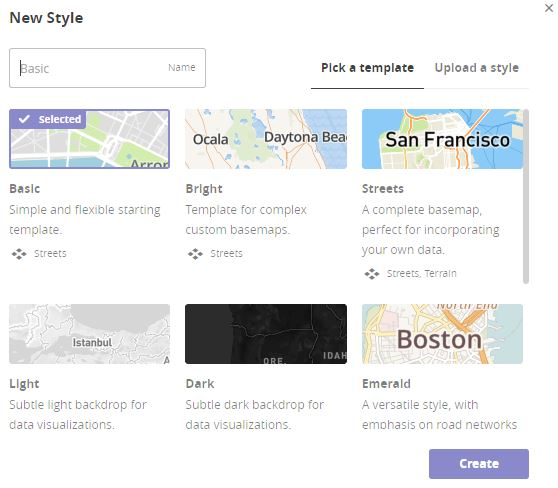 New Style
Basic
Name
Pick a template
Upload a style
Selected
Arron
Ocala
Daytona Beac
San Francisco
Basic
Simple and flexible starting
template.
Streets
Bright
Template for complex
custom basemaps.
Streets
Streets
A complete basemap,
perfect for incorporating
your own data.
Streets, Terrain
Istanbul
ORE.
IDAH
North End
Boston
Light
Subtle light backdrop for
data visualizations.
Dark
Subtle dark backdrop for
data visualizations.
Emerald
A versatile style, with
emphasis on road networks
Create